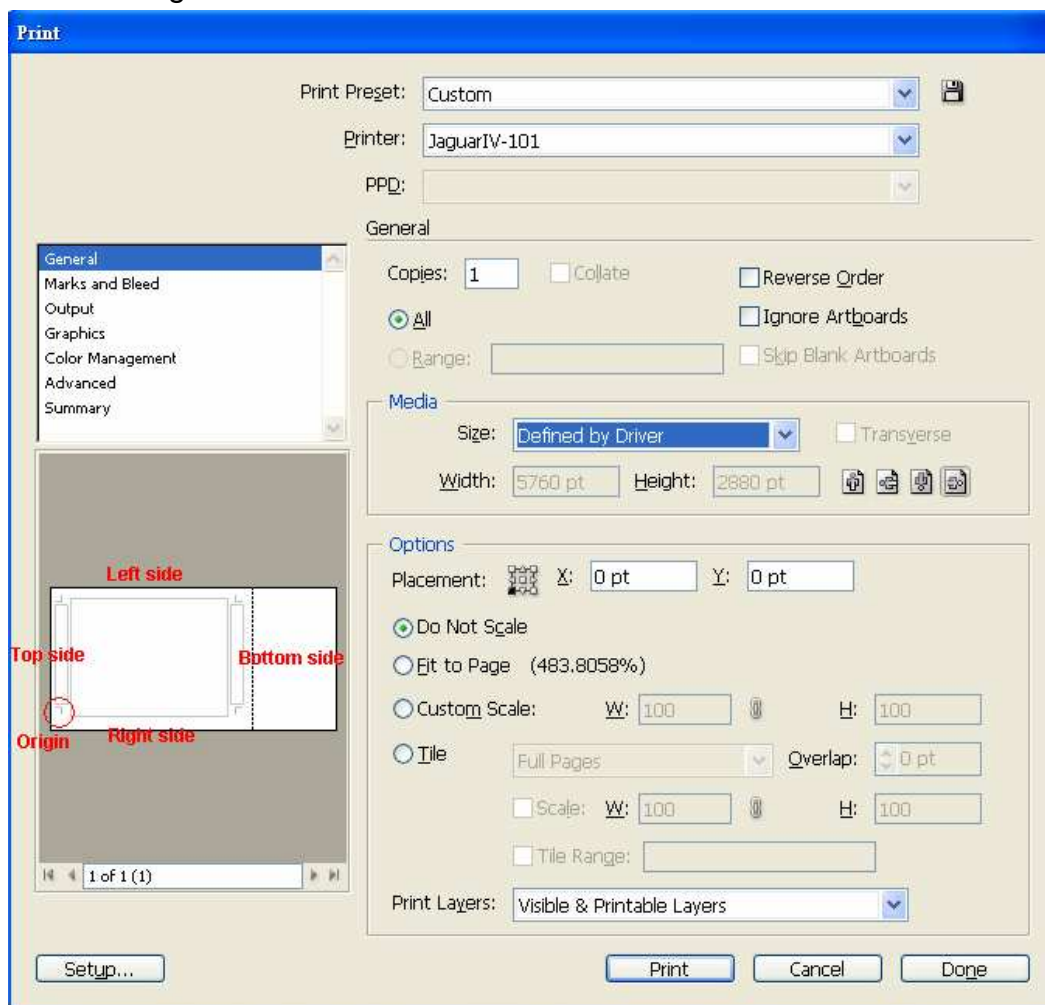 Print
Print Preset: Custom
Printer: JaguarIV-101
PPD:
General
General
Marks and Bleed
Output
Graphics
Color Management
Advanced
Summary
Copies: 1 Collate Reverse Order
All Ignore Artboards
Range: Skip Blank Artboards
Media
Size: Defined by Driver Transverse
Width: 5760 pt Height: 2880 pt
Options
Placement: X: 0 pt Y: 0 pt
Do Not Scale
Fit to Page (483.8058%)
Custom Scale: W: 100 H: 100
Tile Full Pages Overlap: 0 pt
Scale: W: 100 H: 100
Tile Range:
Print Layers: Visible & Printable Layers
Left side
Top side
Bottom side
Origin
Right side
1 of 1 (1)
Setup... Print Cancel Done